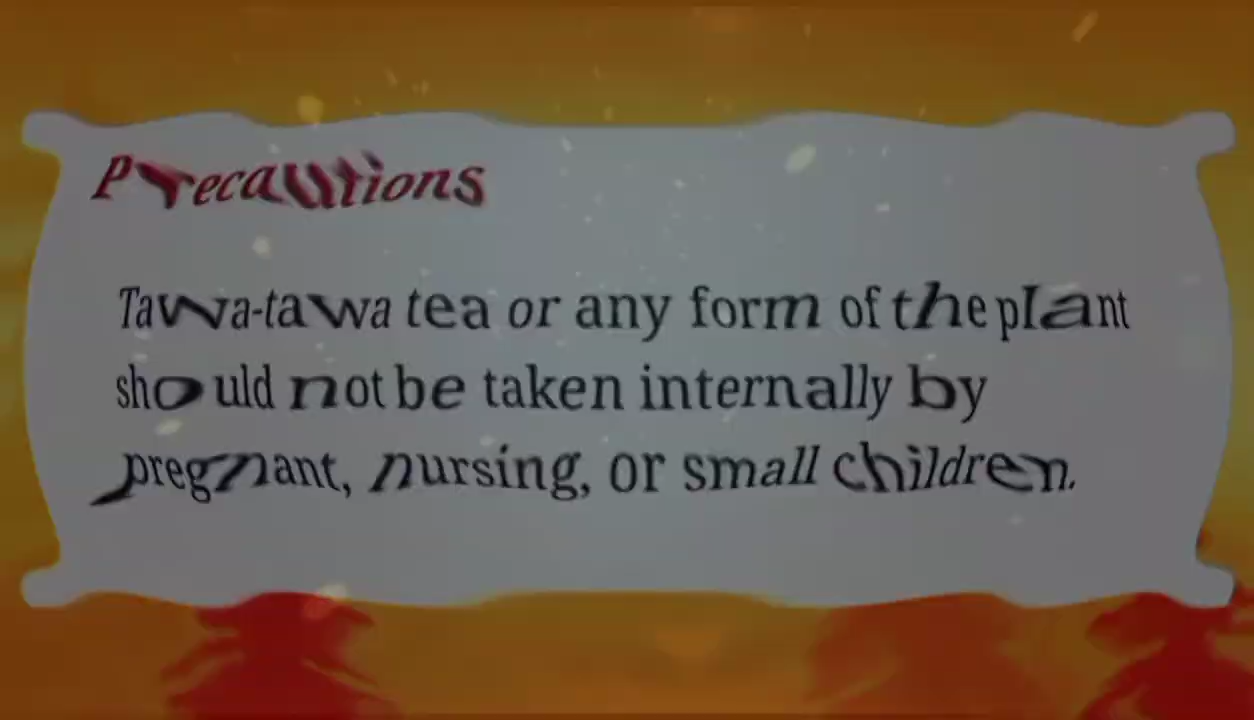 Precautions
Tawa-tawa tea or any form of the plant
should not be taken internally by
pregnant, nursing, or small children.